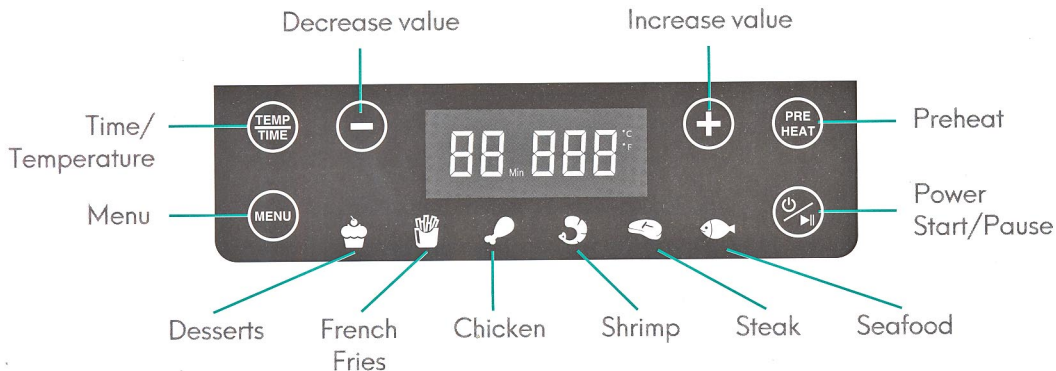 Decrease value
Increase value
Time/
Temperature
TEMP
TIME
88 Min 888 °C
°F
PRE
HEAT
Preheat
Menu
MENU
Power
Start/Pause
Desserts
French
Fries
Chicken
Shrimp
Steak
Seafood